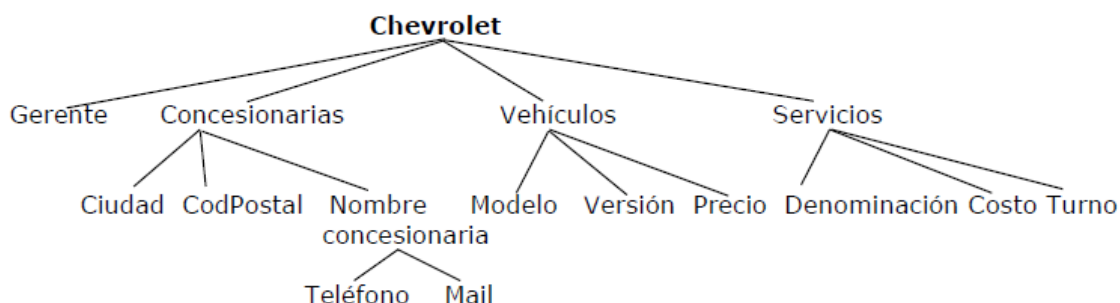 Chevrolet
Gerente Concesionarias Vehículos Servicios
Ciudad CodPostal Nombre Modelo Versión Precio Denominación Costo Turno
concesionaria
Teléfono Mail